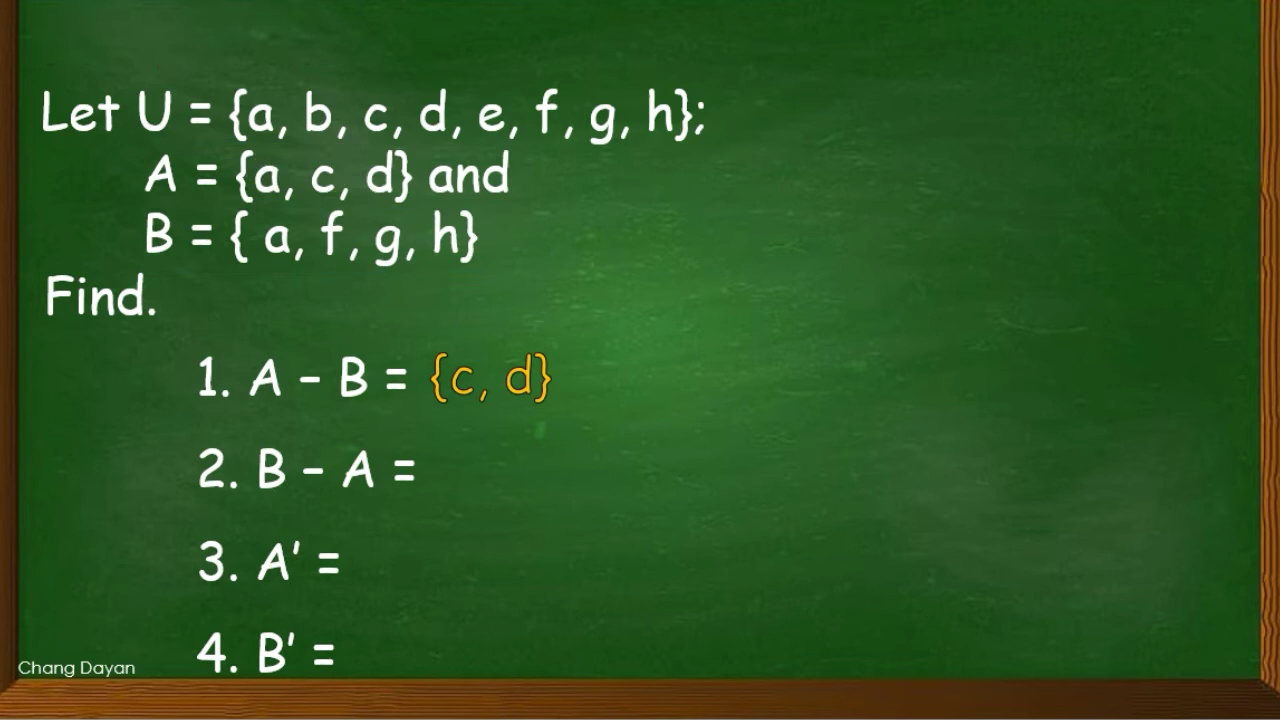 Let U = {a, b, c, d, e, f, g, h};
A = {a, c, d} and
B = { a, f, g, h}
Find.
1. A – B = {c, d}
2. B – A =
3. A′ =
4. B′ =
Chang Dayan